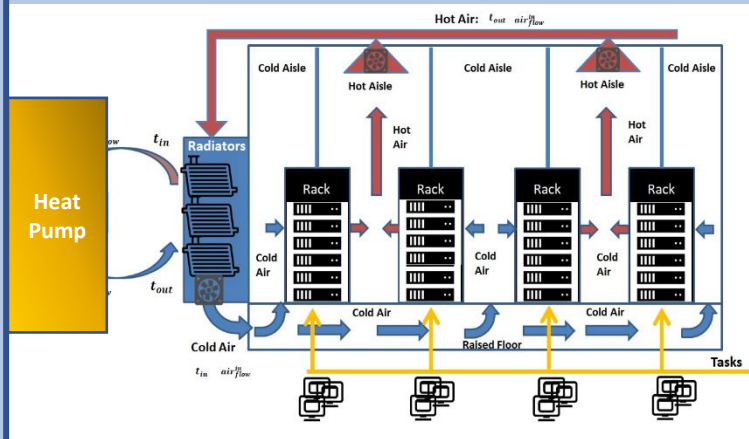 Hot Air: t_out air_flow^in
Cold Aisle
Cold Aisle
Cold Aisle
Hot Aisle
Hot Aisle
Hot
Air
Hot
Air
t_in
Radiators
Heat
Pump
Rack
Rack
Rack
Rack
t_out
Cold
Air
Cold
Air
Cold
Air
Cold Air
Cold Air
Cold Air
Raised Floor
t_in air_flow^in
Tasks